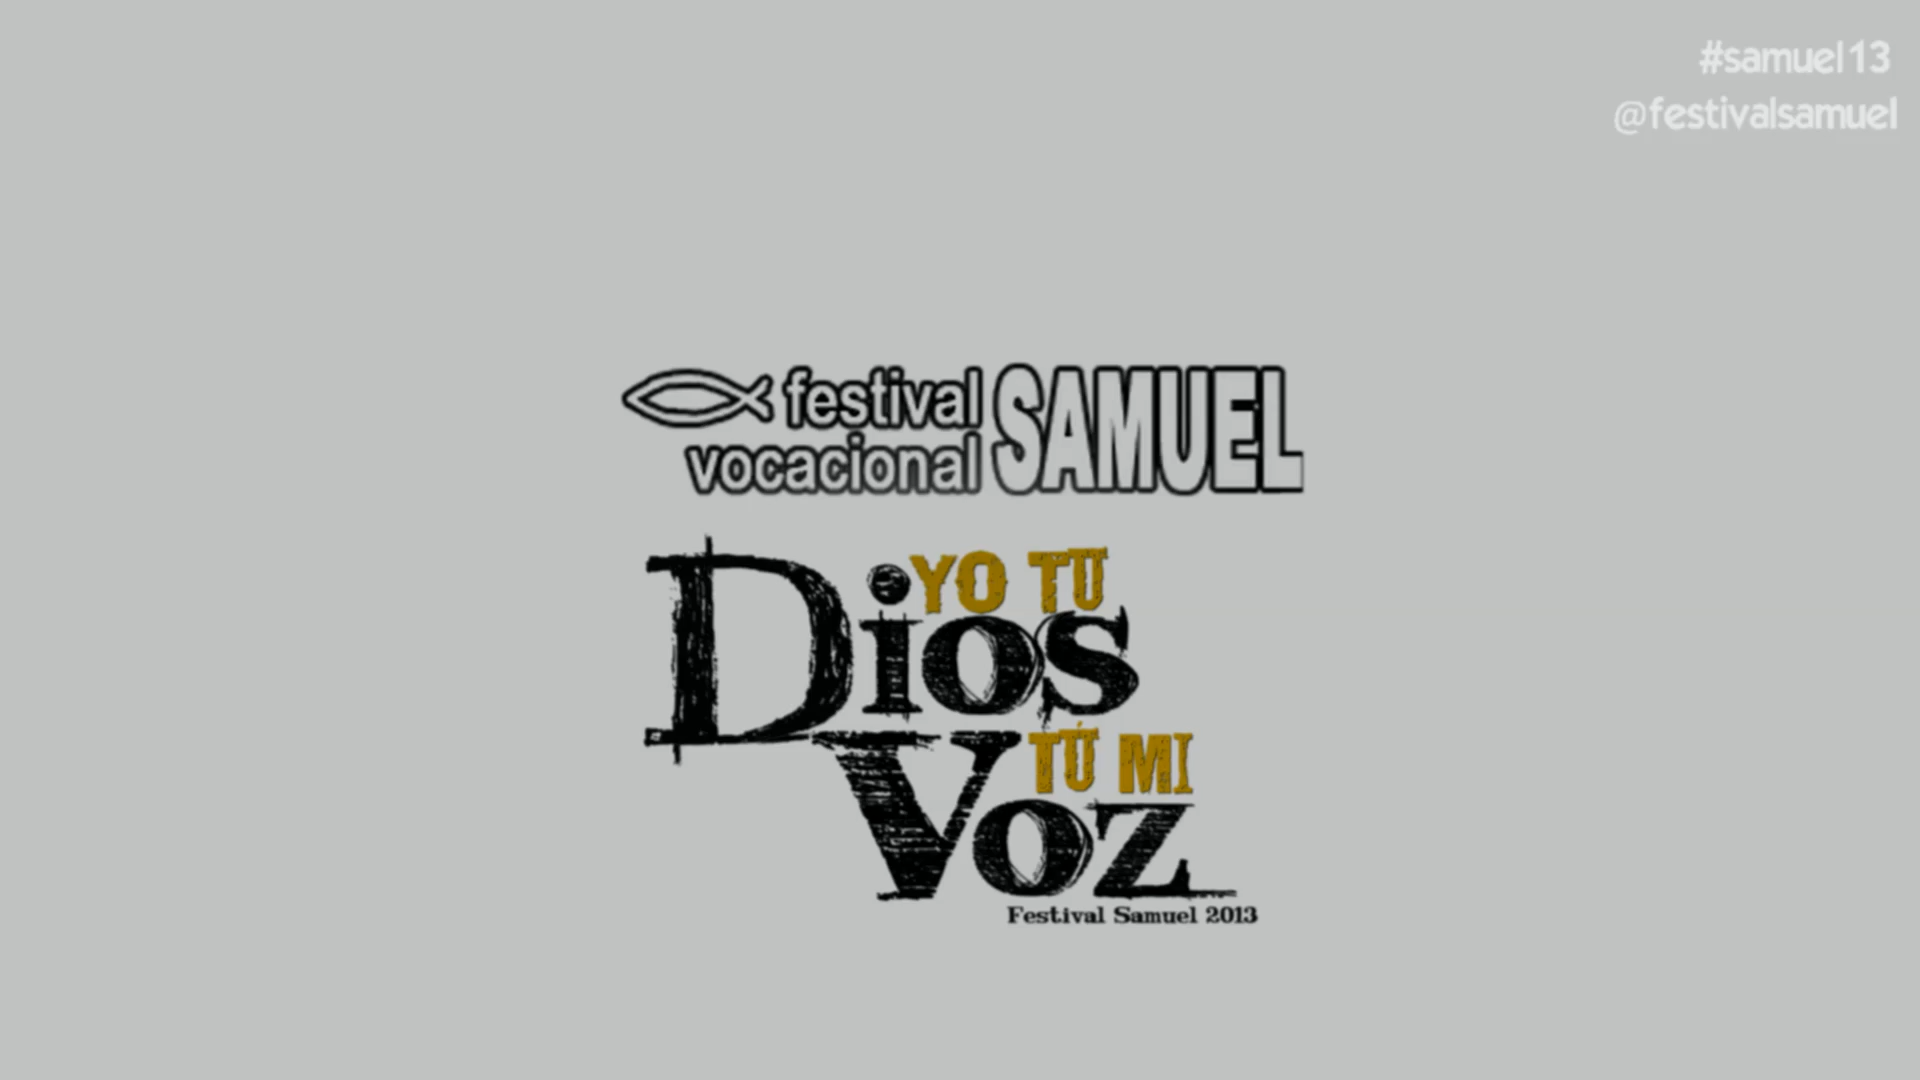 #samuel13
@festivalsamuel
festival SAMUEL
vocacional
YO TU
Dios
TÚ MI
Voz
Festival Samuel 2013